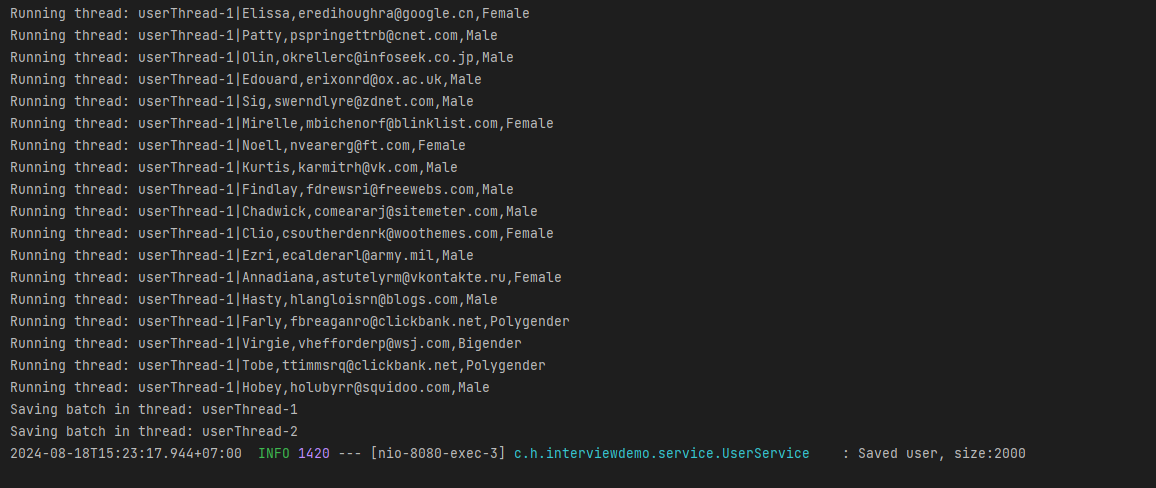 Running thread: userThread-1|Elissa,eredihoughra@google.cn,Female
Running thread: userThread-1|Patty,pspringettrb@cnet.com,Male
Running thread: userThread-1|Olin,okrellerc@infoseek.co.jp,Male
Running thread: userThread-1|Edouard,erixonrd@ox.ac.uk,Male
Running thread: userThread-1|Sig,swerndlyre@zdnet.com,Male
Running thread: userThread-1|Mirelle,mbichenorf@blinklist.com,Female
Running thread: userThread-1|Noell,nvearerg@ft.com,Female
Running thread: userThread-1|Kurtis,karmitrh@vk.com,Male
Running thread: userThread-1|Findlay,fdrewsri@freewebs.com,Male
Running thread: userThread-1|Chadwick,comeararj@sitemeter.com,Male
Running thread: userThread-1|Clio,csoutherdenrk@woothemes.com,Female
Running thread: userThread-1|Ezri,ecalderarl@army.mil,Male
Running thread: userThread-1|Annadiana,astutelyrm@vkontakte.ru,Female
Running thread: userThread-1|Hasty,hlangloisrn@blogs.com,Male
Running thread: userThread-1|Farly,fbreaganro@clickbank.net,Polygender
Running thread: userThread-1|Virgie,vhefforderp@wsj.com,Bigender
Running thread: userThread-1|Tobe,ttimmsrq@clickbank.net,Polygender
Running thread: userThread-1|Hobey,holubyrr@squidoo.com,Male
Saving batch in thread: userThread-1
Saving batch in thread: userThread-2
2024-08-18T15:23:17.944+07:00  INFO 1420 --- [nio-8080-exec-3] c.h.interviewdemo.service.UserService    : Saved user, size:2000